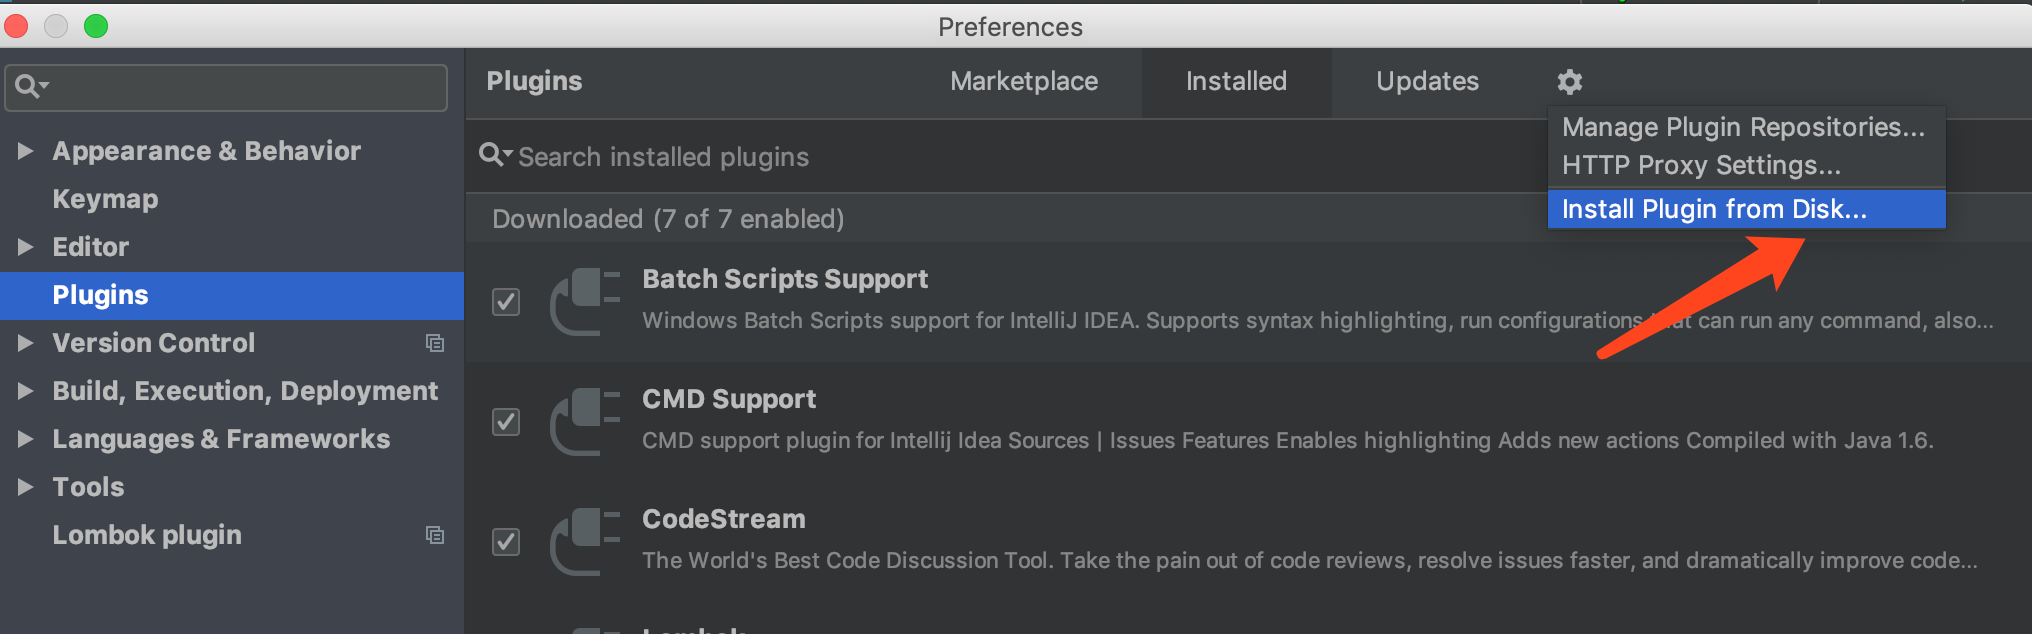 Preferences
Plugins
Marketplace
Installed
Updates
Manage Plugin Repositories...
HTTP Proxy Settings...
Install Plugin from Disk...
Appearance & Behavior
Keymap
Editor
Plugins
Version Control
Build, Execution, Deployment
Languages & Frameworks
Tools
Lombok plugin
Search installed plugins
Downloaded (7 of 7 enabled)
Batch Scripts Support
Windows Batch Scripts support for IntelliJ IDEA. Supports syntax highlighting, run configurations that can run any command, also...
CMD Support
CMD support plugin for Intellij Idea Sources | Issues Features Enables highlighting Adds new actions Compiled with Java 1.6.
CodeStream
The World's Best Code Discussion Tool. Take the pain out of code reviews, resolve issues faster, and dramatically improve code...